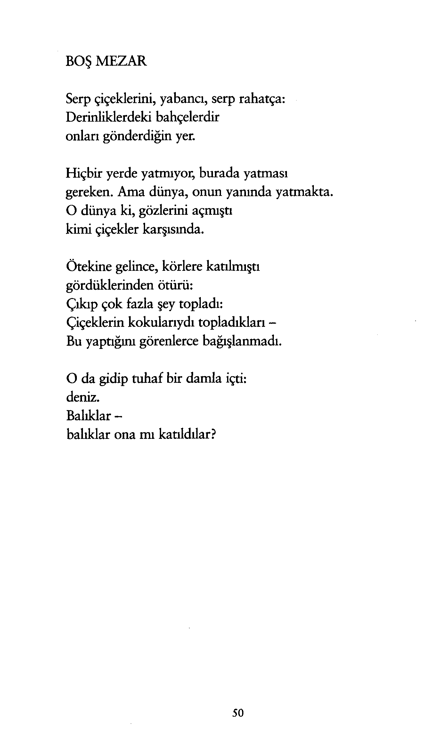 BOŞ MEZAR
Serp çiçeklerini, yabancı, serp rahatça:
Derinliklerdeki bahçelerdir
onları gönderdiğin yer.
Hiçbir yerde yatmıyor, burada yatması
gereken. Ama dünya, onun yanında yatmakta.
O dünya ki, gözlerini açmıştı
kimi çiçekler karşısında.
Ötekine gelince, körlere katılmıştı
gördüklerinden ötürü:
Çıkıp çok fazla şey topladı:
Çiçeklerin kokularıydı topladıkları –
Bu yaptığını görenlerce bağışlanmadı.
O da gidip tuhaf bir damla içti:
deniz.
Balıklar –
balıklar ona mı katıldılar?
50